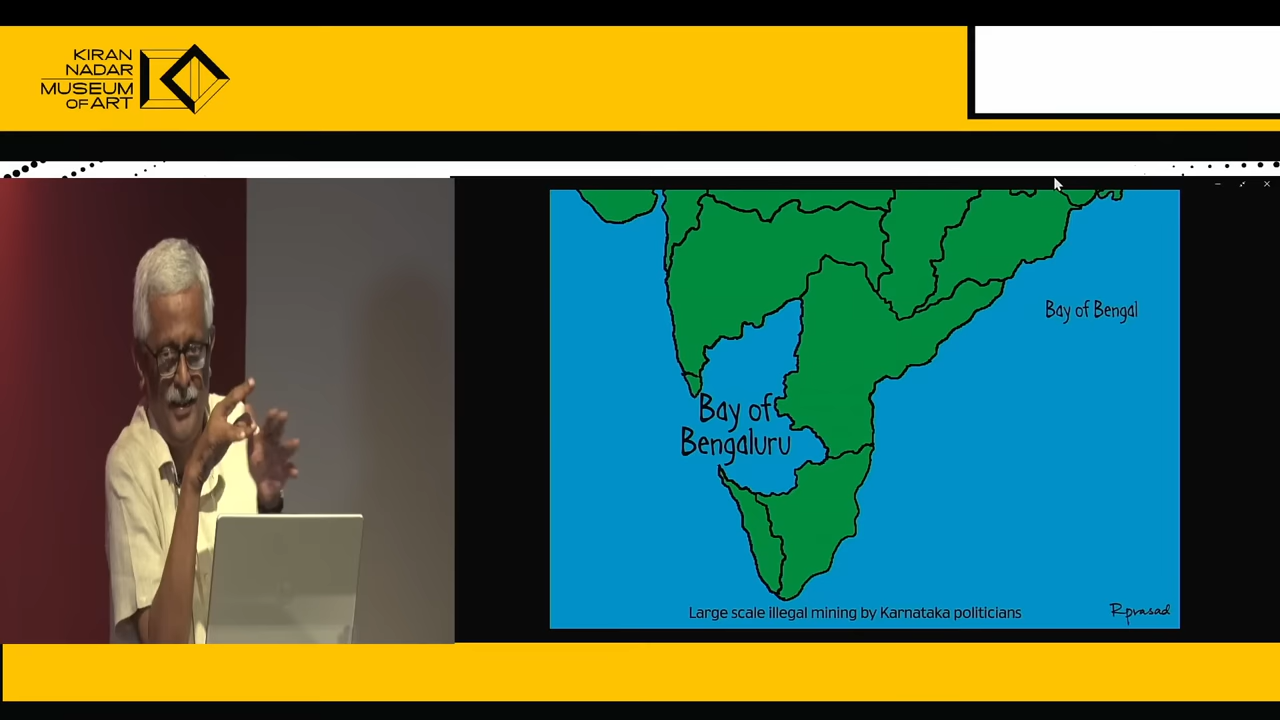 KIRAN
NADAR
MUSEUM
OF ART
Bay of Bengal
Bay of
Bengaluru
Large scale illegal mining by Karnataka politicians
Rprasad